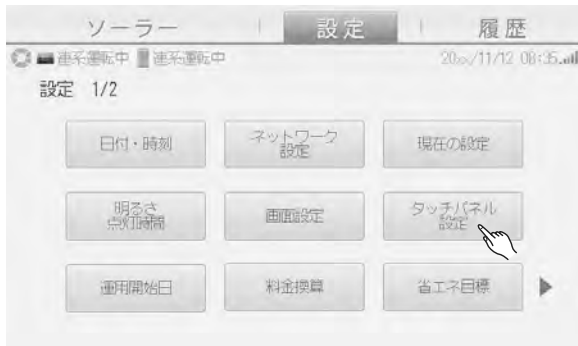 ソーラー 設定 履歴
連系運転中 連系運転中 20○○/11/12 08:35
設定 1/2
日付・時刻 ネットワーク 現在の設定
設定
明るさ 画面設定 タッチパネル
点灯時間 設定
運用開始日 料金換算 省エネ目標